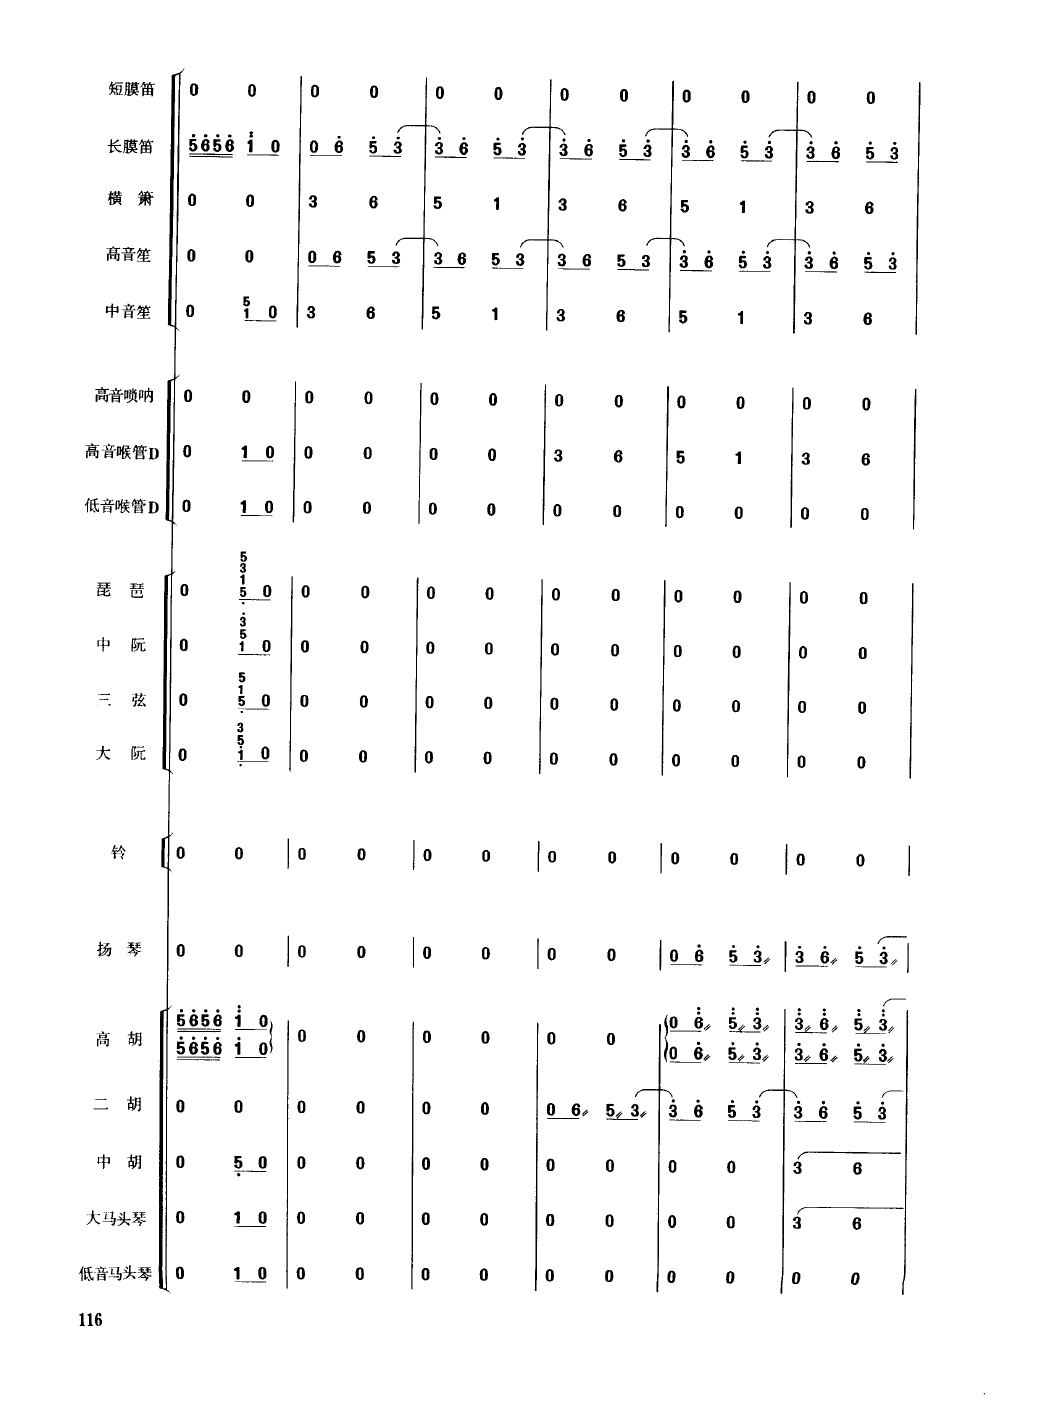 短膜笛 0 0 | 0 0 | 0 0 | 0 0 | 0 0 | 0 0
长膜笛 5656 1 0 | 0 6 5 3 | 3 6 5 3 | 3 6 5 3 | 3 6 5 3 | 3 6 5 3
横箫 0 0 | 3 6 | 5 1 | 3 6 | 5 1 | 3 6
高音笙 0 0 | 0 6 5 3 | 3 6 5 3 | 3 6 5 3 | 3 6 5 3 | 3 6 5 3
5
中音笙 0 1 0 | 3 6 | 5 1 | 3 6 | 5 1 | 3 6
高音唢呐 0 0 | 0 0 | 0 0 | 0 0 | 0 0 | 0 0
高音喉管D 0 1 0 | 0 0 | 0 0 | 3 6 | 5 1 | 3 6
低音喉管D 0 1 0 | 0 0 | 0 0 | 0 0 | 0 0 | 0 0
5
3
1
琵琶 0 5 0 | 0 0 | 0 0 | 0 0 | 0 0 | 0 0
3
5
中阮 0 1 0 | 0 0 | 0 0 | 0 0 | 0 0 | 0 0
5
1
三弦 0 5 0 | 0 0 | 0 0 | 0 0 | 0 0 | 0 0
3
5
大阮 0 1 0 | 0 0 | 0 0 | 0 0 | 0 0 | 0 0
铃 0 0 | 0 0 | 0 0 | 0 0 | 0 0 | 0 0
扬琴 0 0 | 0 0 | 0 0 | 0 0 | 0 6 5 3 | 3 6 5 3
5656 1 0 | 0 6 5 3 | 3 6 5 3
高胡 0 0 | 0 0 | 0 0
5656 1 0 | 0 6 5 3 | 3 6 5 3
二胡 0 0 | 0 0 | 0 0 | 0 6 5 3 | 3 6 5 3 | 3 6 5 3
中胡 0 5 0 | 0 0 | 0 0 | 0 0 | 0 0 | 3 6
大马头琴 0 1 0 | 0 0 | 0 0 | 0 0 | 0 0 | 3 6
低音马头琴 0 1 0 | 0 0 | 0 0 | 0 0 | 0 0 | 0 0
116